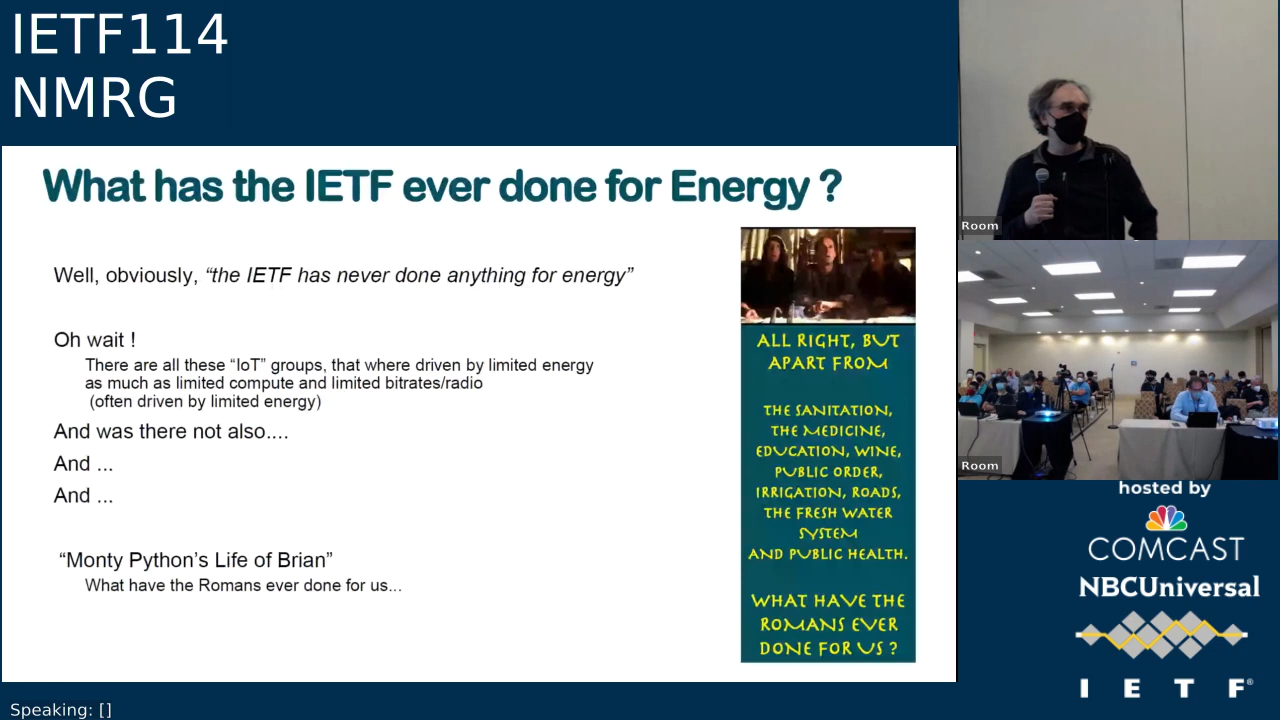 IETF114
NMRG
What has the IETF ever done for Energy ?
Well, obviously, “the IETF has never done anything for energy”
Oh wait !
There are all these “IoT” groups, that where driven by limited energy
as much as limited compute and limited bitrates/radio
(often driven by limited energy)
And was there not also....
And ...
And ...
“Monty Python’s Life of Brian”
What have the Romans ever done for us...
ALL RIGHT, BUT
APART FROM
THE SANITATION,
THE MEDICINE,
EDUCATION, WINE,
PUBLIC ORDER,
IRRIGATION, ROADS,
THE FRESH WATER
SYSTEM
AND PUBLIC HEALTH.
WHAT HAVE THE
ROMANS EVER
DONE FOR US ?
Room
Room
hosted by
COMCAST
NBCUniversal
I E T F®
Speaking: []